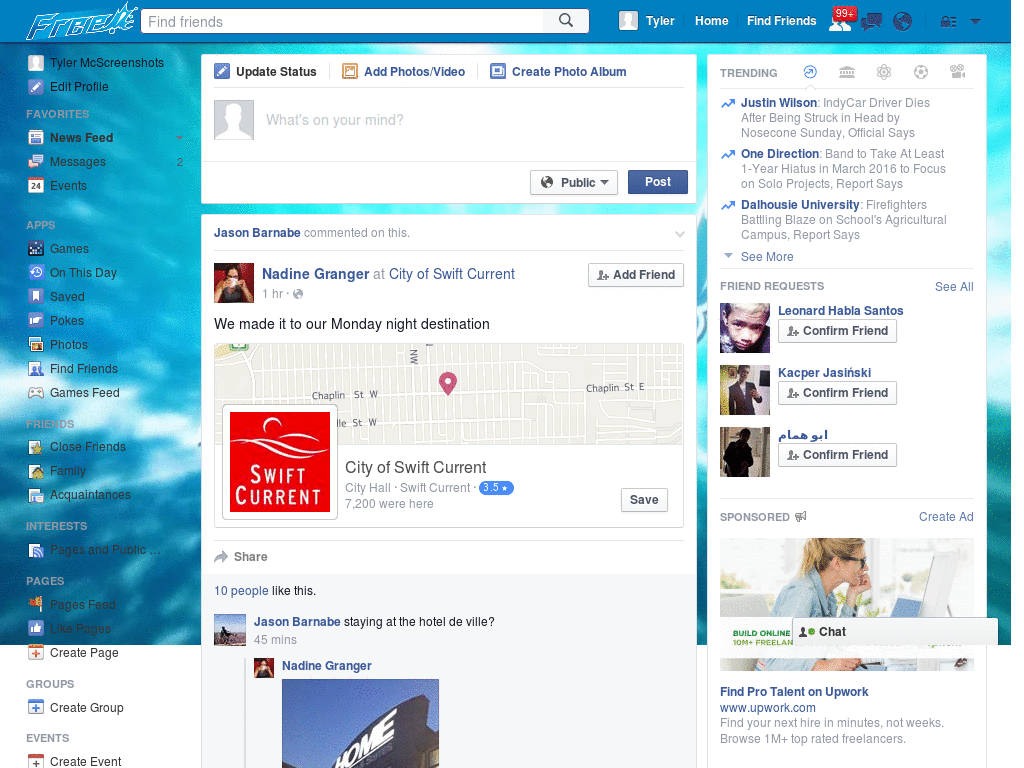 Freek
Find friends
Tyler
Home
Find Friends
99+
Tyler McScreenshots
Edit Profile
FAVORITES
News Feed
Messages 2
24 Events
APPS
Games
On This Day
Saved
Pokes
Photos
Find Friends
Games Feed
FRIENDS
Close Friends
Family
Acquaintances
INTERESTS
Pages and Public ...
PAGES
Pages Feed
Like Pages
Create Page
GROUPS
Create Group
EVENTS
Create Event
Update Status
Add Photos/Video
Create Photo Album
What's on your mind?
Public
Post
Jason Barnabe commented on this.
Nadine Granger at City of Swift Current
1 hr ·
Add Friend
We made it to our Monday night destination
NW
Chaplin St W
Chaplin St E
le St W
SWIFT
CURRENT
City of Swift Current
City Hall · Swift Current · 3.5 ★
7,200 were here
Save
Share
10 people like this.
Jason Barnabe staying at the hotel de ville?
45 mins
Nadine Granger
HOME
TRENDING
Justin Wilson: IndyCar Driver Dies
After Being Struck in Head by
Nosecone Sunday, Official Says
One Direction: Band to Take At Least
1-Year Hiatus in March 2016 to Focus
on Solo Projects, Report Says
Dalhousie University: Firefighters
Battling Blaze on School's Agricultural
Campus, Report Says
See More
FRIEND REQUESTS See All
Leonard Habla Santos
Confirm Friend
Kacper Jasiński
Confirm Friend
ابو همام
Confirm Friend
SPONSORED Create Ad
BUILD ONLINE
10M+ FREELAN
Chat
Find Pro Talent on Upwork
www.upwork.com
Find your next hire in minutes, not weeks.
Browse 1M+ top rated freelancers.